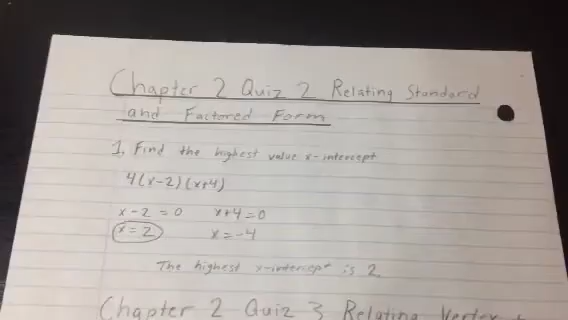 Chapter 2 Quiz 2 Relating Standard
and Factored Form
1. Find the highest value x-intercept
4(x-2)(x+4)
x-2=0 x+4=0
x=2 x=-4
The highest x-intercept is 2.
Chapter 2 Quiz 3 Relating Vertex